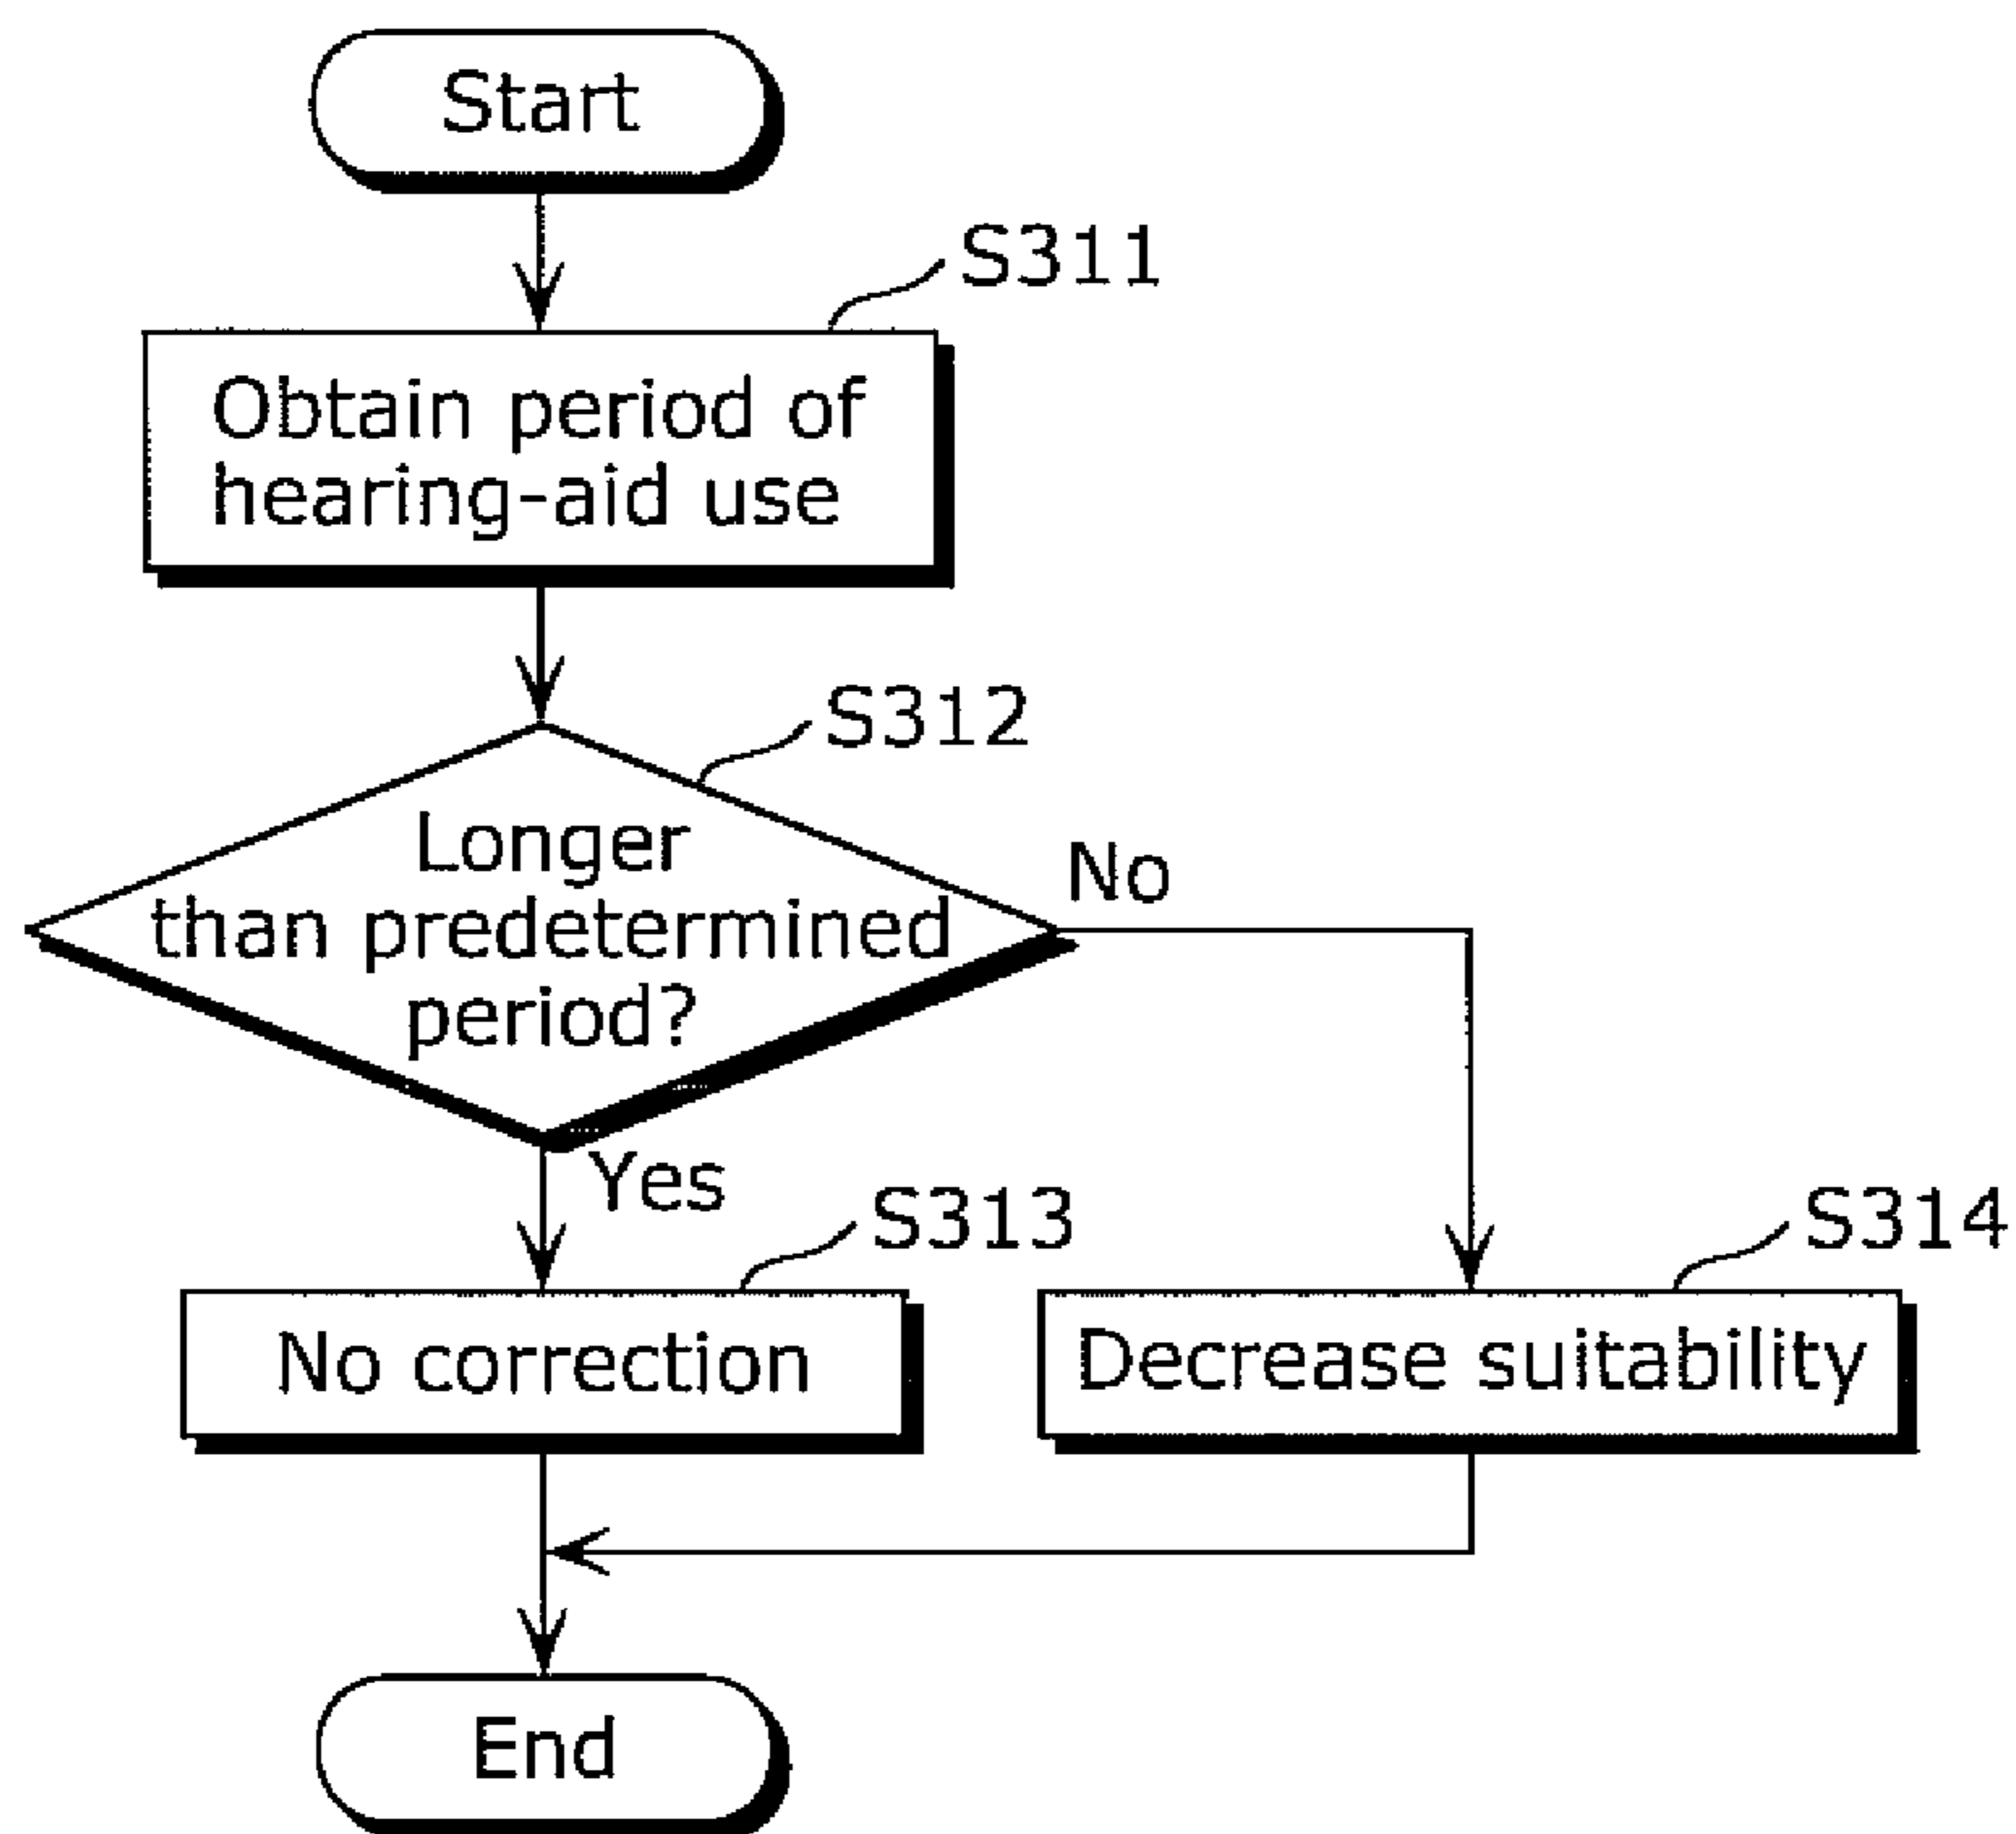 Start
S311
Obtain period of
hearing-aid use
S312
Longer
than predetermined
period?
No
Yes
S313
No correction
S314
Decrease suitability
End